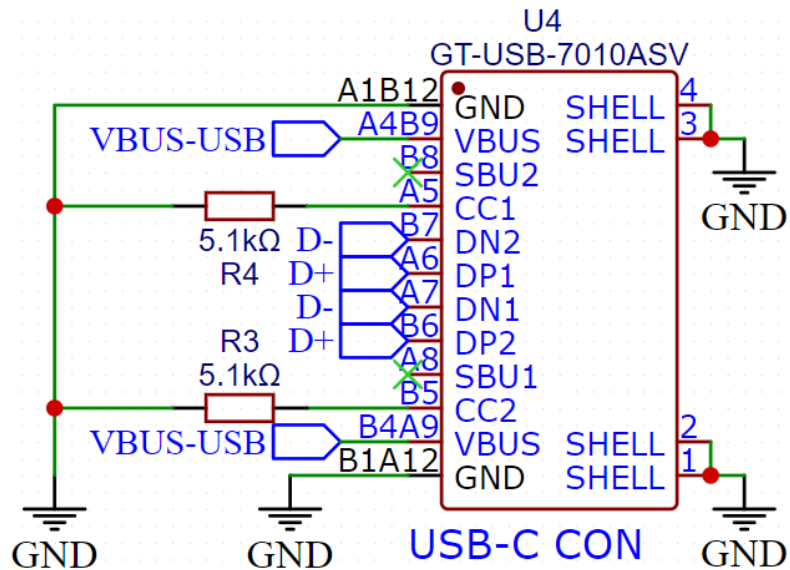 U4
GT-USB-7010ASV
A1B12 GND SHELL 4
VBUS-USB A4B9 VBUS SHELL 3
B8 SBU2
A5 CC1
GND
5.1kΩ
R4
D- B7 DN2
D+ A6 DP1
D- A7 DN1
D+ B6 DP2
R3
5.1kΩ
A8 SBU1
B5 CC2
VBUS-USB B4A9 VBUS SHELL 2
B1A12 GND SHELL 1
USB-C CON
GND GND GND